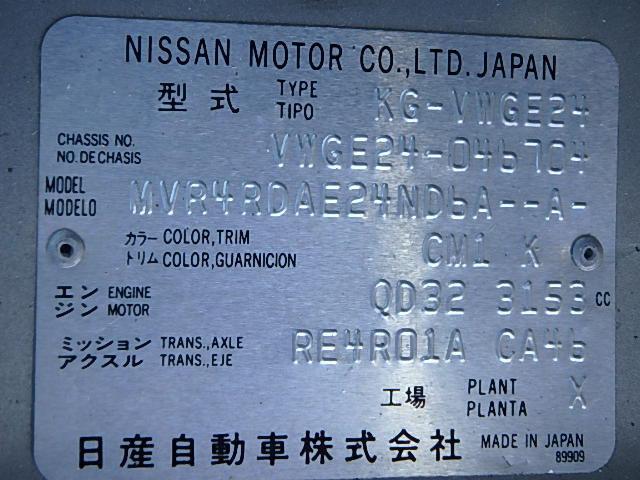 NISSAN MOTOR CO.,LTD. JAPAN
型式 TYPE TIPO KG-VWGE24
CHASSIS NO. NO. DE CHASIS VWGE24-046704
MODEL MODELO MVR4RDAE24ND6A--A-
カラー COLOR,TRIM CM1 K
トリム COLOR,GUARNICION
エンジン ENGINE MOTOR QD32 3153 CC
ミッション TRANS.,AXLE RE4R01A CA46
アクスル TRANS.,EJE
工場 PLANT PLANTA X
日産自動車株式会社 MADE IN JAPAN
89909